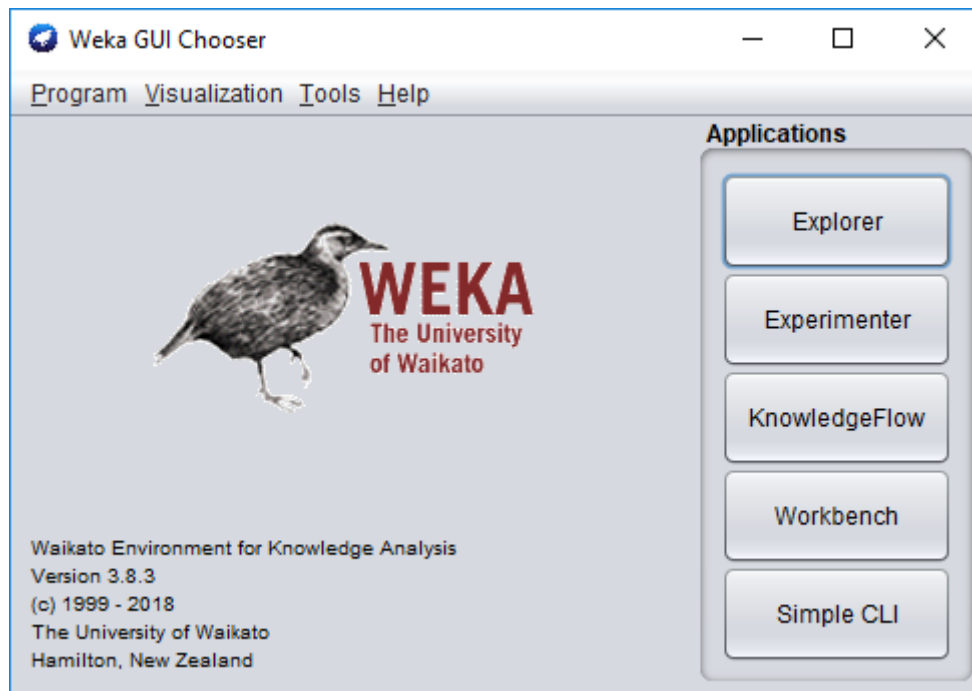 Weka GUI Chooser
Program Visualization Tools Help
Applications
Explorer
Experimenter
KnowledgeFlow
Workbench
Simple CLI
WEKA
The University
of Waikato
Waikato Environment for Knowledge Analysis
Version 3.8.3
(c) 1999 - 2018
The University of Waikato
Hamilton, New Zealand